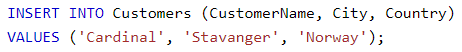 INSERT INTO Customers (CustomerName, City, Country)
VALUES ('Cardinal', 'Stavanger', 'Norway');